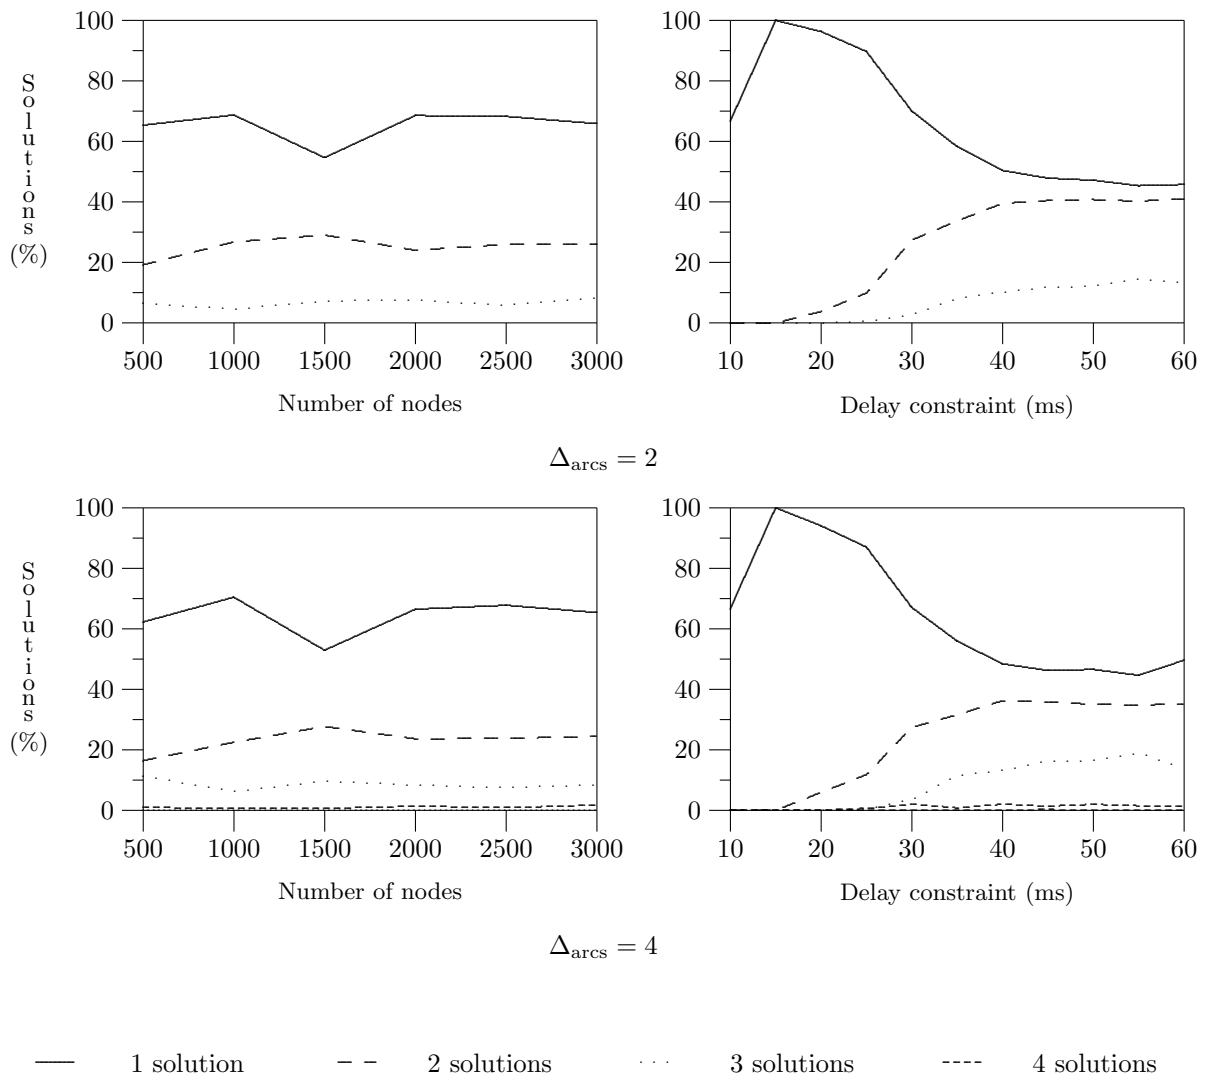 100
80
60
40
20
0
Solutions
(%)
500 1000 1500 2000 2500 3000
Number of nodes
100
80
60
40
20
0
10 20 30 40 50 60
Delay constraint (ms)
Δarcs = 2
100
80
60
40
20
0
Solutions
(%)
500 1000 1500 2000 2500 3000
Number of nodes
100
80
60
40
20
0
10 20 30 40 50 60
Delay constraint (ms)
Δarcs = 4
1 solution 2 solutions 3 solutions 4 solutions